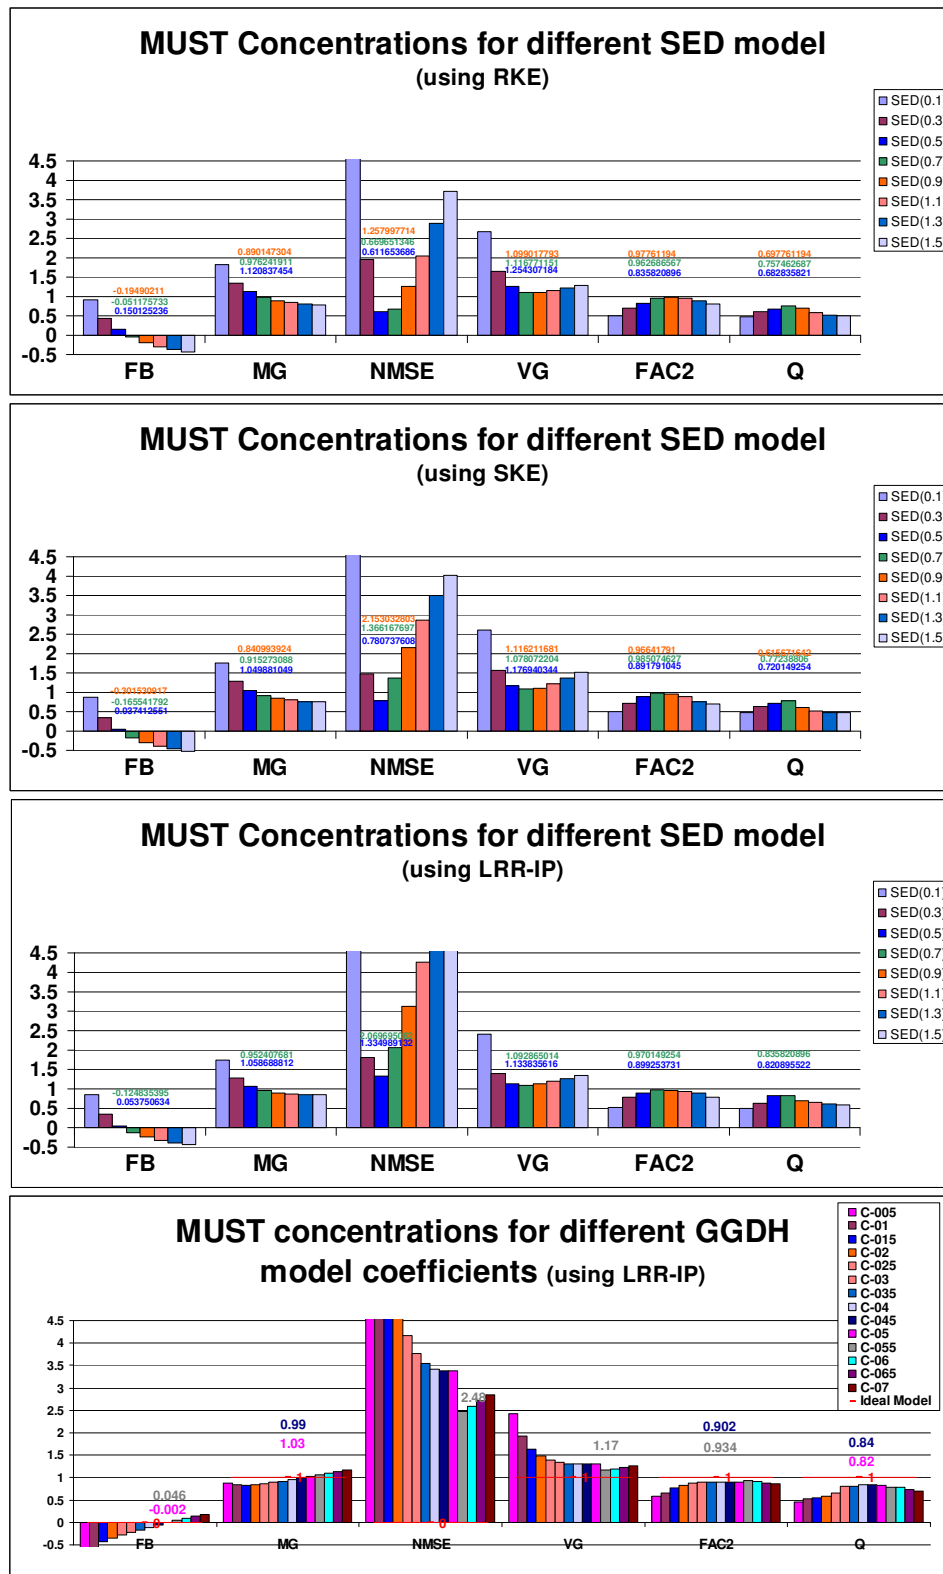 MUST Concentrations for different SED model
(using RKE)
SED(0.1
SED(0.3
SED(0.5
SED(0.7
SED(0.9
SED(1.1
SED(1.3
SED(1.5
4.5
4
3.5
3
2.5
2
1.5
1
0.5
0
-0.5
-0.19490211
-0.051175733
0.150125236
0.890147304
0.976241911
1.120837454
1.257997714
0.669651346
0.611653686
1.099017793
1.116771151
1.254307184
0.97761194
0.962686567
0.835820896
0.697761194
0.757462687
0.682835821
FB MG NMSE VG FAC2 Q
MUST Concentrations for different SED model
(using SKE)
SED(0.1
SED(0.3
SED(0.5
SED(0.7
SED(0.9
SED(1.1
SED(1.3
SED(1.5
4.5
4
3.5
3
2.5
2
1.5
1
0.5
0
-0.5
-0.301530917
-0.165541792
0.037412551
0.840993924
0.915273088
1.049881049
2.153032803
1.366167697
0.780737608
1.116211681
1.078072204
1.176940344
0.96641791
0.985074627
0.891791045
0.77238806
0.720149254
FB MG NMSE VG FAC2 Q
MUST Concentrations for different SED model
(using LRR-IP)
SED(0.1)
SED(0.3)
SED(0.5)
SED(0.7)
SED(0.9)
SED(1.1)
SED(1.3)
SED(1.5)
4.5
4
3.5
3
2.5
2
1.5
1
0.5
0
-0.5
-0.124835395
0.053750634
0.952407681
1.058688812
1.334989132
1.092865014
1.133835616
0.970149254
0.899253731
0.835820896
0.820895522
FB MG NMSE VG FAC2 Q
MUST concentrations for different GGDH
model coefficients (using LRR-IP)
C-005
C-01
C-015
C-02
C-025
C-03
C-035
C-04
C-045
C-05
C-055
C-06
C-065
C-07
Ideal Model
4.5
4
3.5
3
2.5
2
1.5
1
0.5
0
-0.5
0.046
-0.002
0
0.99
1.03
1
2.48
0
1.17
1
0.902
0.934
1
0.84
0.82
1
FB MG NMSE VG FAC2 Q